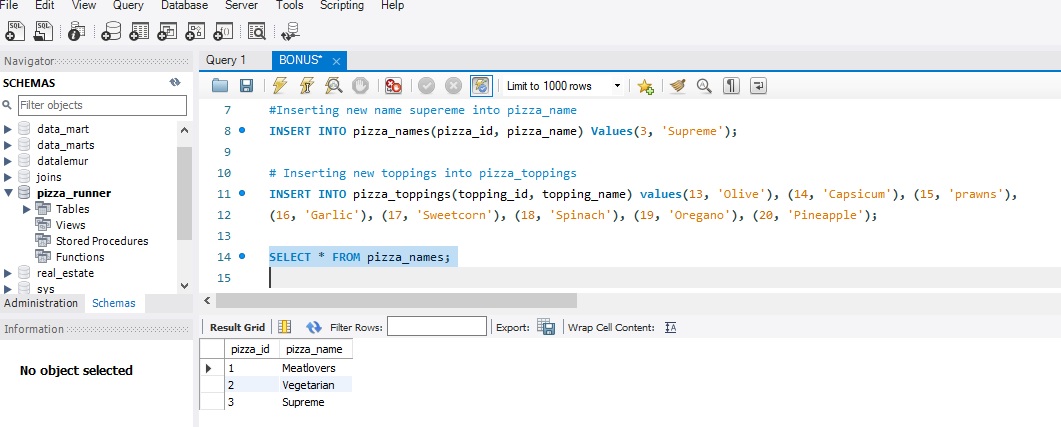 File Edit View Query Database Server Tools Scripting Help
Navigator
SCHEMAS
Filter objects
data_mart
data_marts
datalemur
joins
pizza_runner
Tables
Views
Stored Procedures
Functions
real_estate
sys
Administration Schemas
Information
No object selected
Query 1 BONUS*
Limit to 1000 rows
7 #Inserting new name supereme into pizza_name
8 INSERT INTO pizza_names(pizza_id, pizza_name) Values(3, 'Supreme');
9
10 # Inserting new toppings into pizza_toppings
11 INSERT INTO pizza_toppings(topping_id, topping_name) values(13, 'Olive'), (14, 'Capsicum'), (15, 'prawns'),
12 (16, 'Garlic'), (17, 'Sweetcorn'), (18, 'Spinach'), (19, 'Oregano'), (20, 'Pineapple');
13
14 SELECT * FROM pizza_names;
15
Result Grid Filter Rows: Export: Wrap Cell Content:
pizza_id pizza_name
1 Meatlovers
2 Vegetarian
3 Supreme